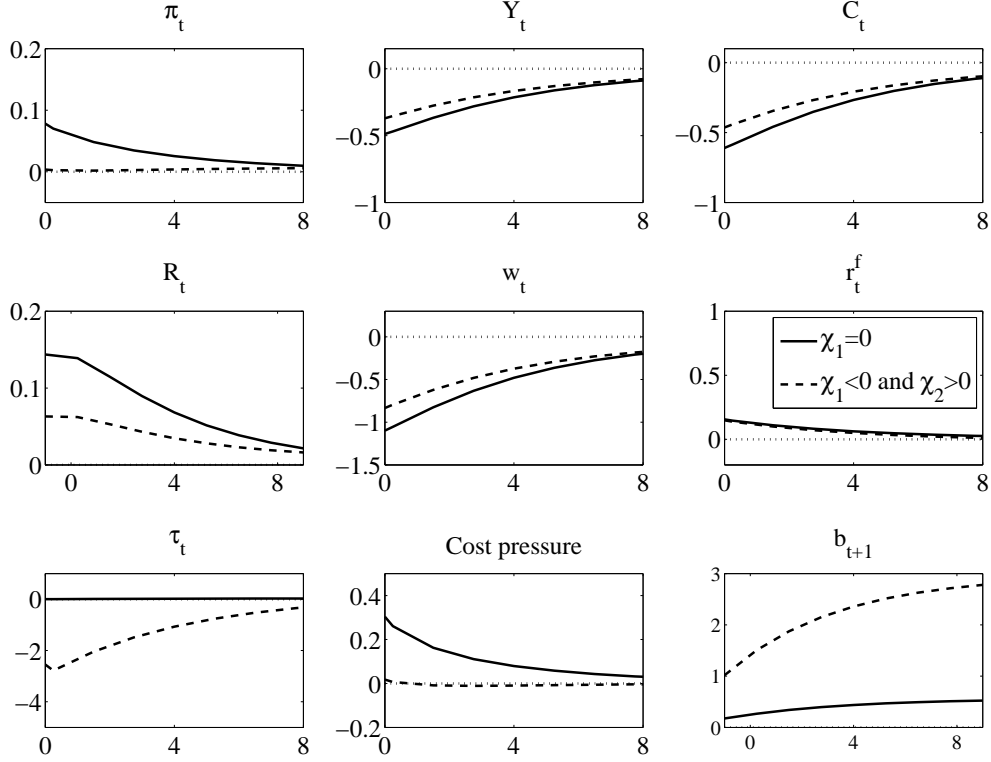 π_t Y_t C_t
0.2 0 0
0.1 −0.5 −0.5
0 −1 −1
0 4 8 0 4 8 0 4 8
R_t w_t r_t^f
0.2 0 1
0.1 −0.5 0.5
0 −1 0
−1.5
χ_1=0
χ_1<0 and χ_2>0
0 4 8 0 4 8 0 4 8
τ_t Cost pressure b_{t+1}
0 0.4 3
−2 0.2 2
−4 0 1
−0.2 0
0 4 8 0 4 8 0 4 8